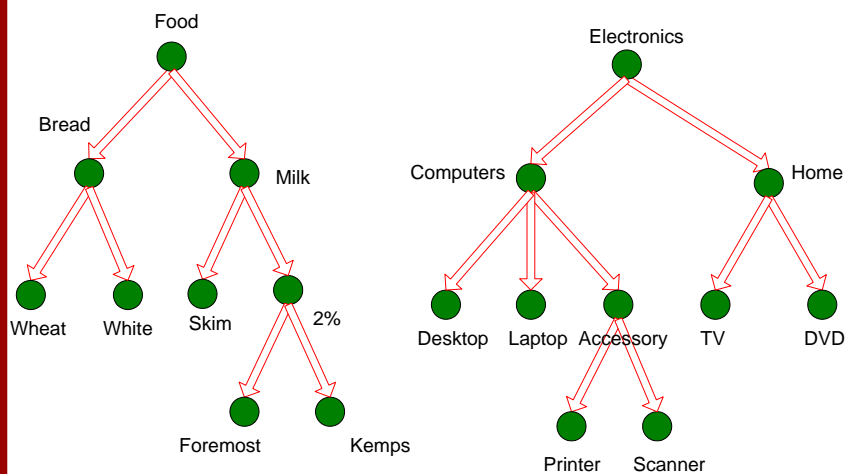 Food
Electronics
Bread
Milk
Computers
Home
Wheat
White
Skim
2%
Desktop
Laptop
Accessory
TV
DVD
Foremost
Kemps
Printer
Scanner